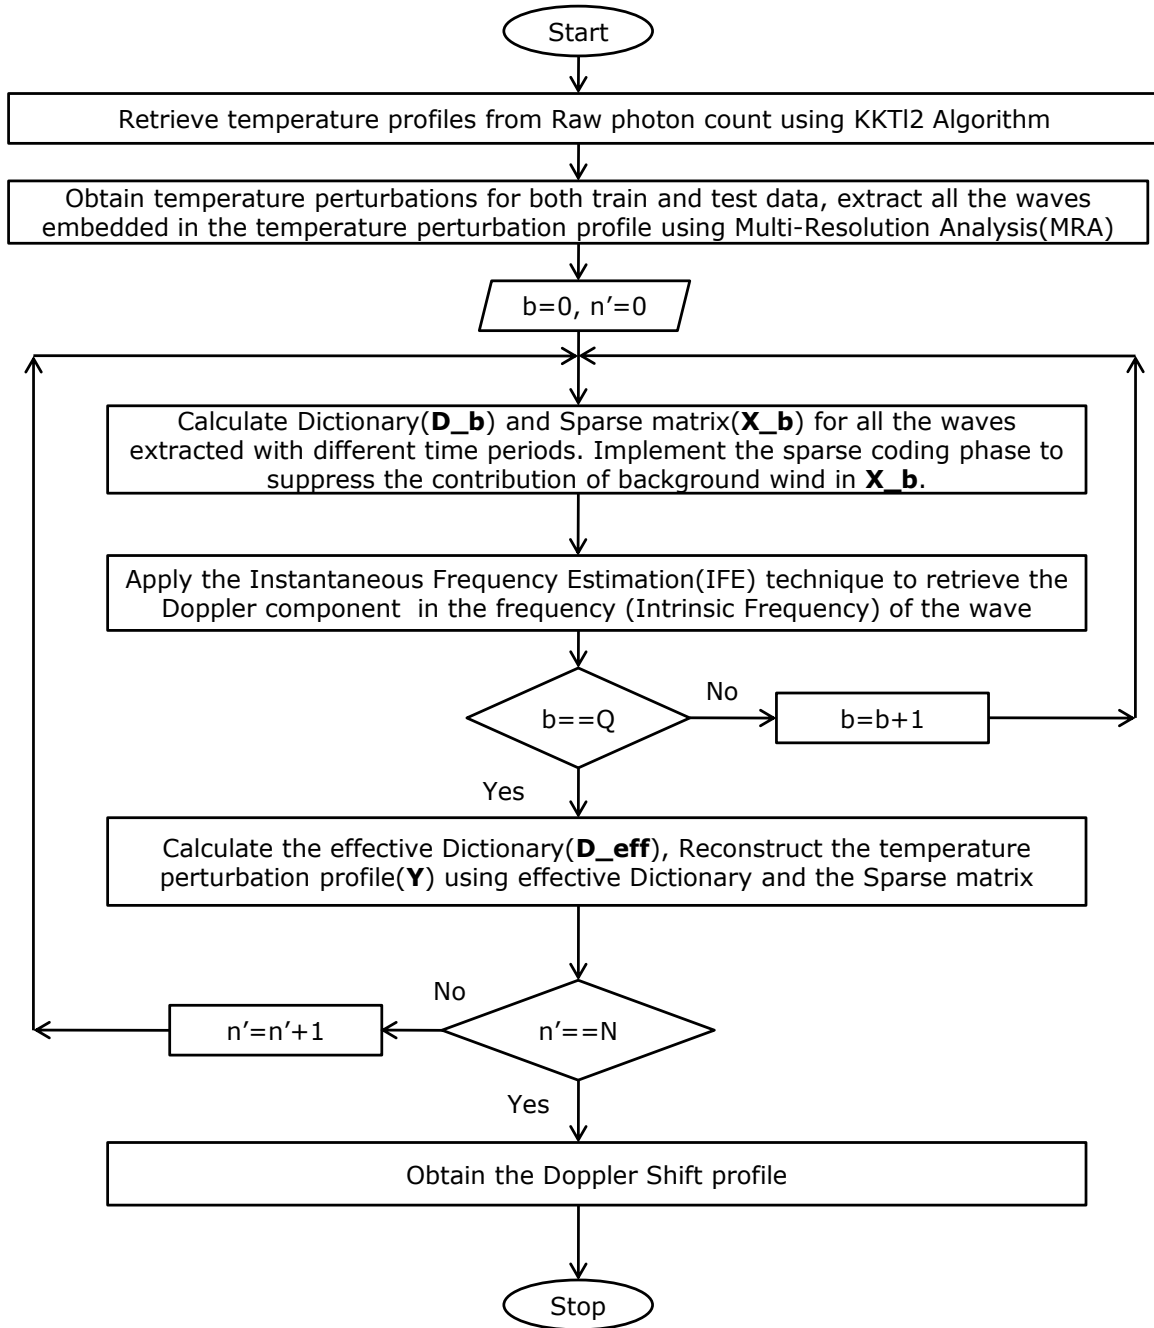 Start
Retrieve temperature profiles from Raw photon count using KKTl2 Algorithm
Obtain temperature perturbations for both train and test data, extract all the waves
embedded in the temperature perturbation profile using Multi-Resolution Analysis(MRA)
b=0, n’=0
Calculate Dictionary(D_b) and Sparse matrix(X_b) for all the waves
extracted with different time periods. Implement the sparse coding phase to
suppress the contribution of background wind in X_b.
Apply the Instantaneous Frequency Estimation(IFE) technique to retrieve the
Doppler component in the frequency (Intrinsic Frequency) of the wave
b==Q
No
b=b+1
Yes
Calculate the effective Dictionary(D_eff), Reconstruct the temperature
perturbation profile(Y) using effective Dictionary and the Sparse matrix
n’=n’+1
No
n’==N
Yes
Obtain the Doppler Shift profile
Stop